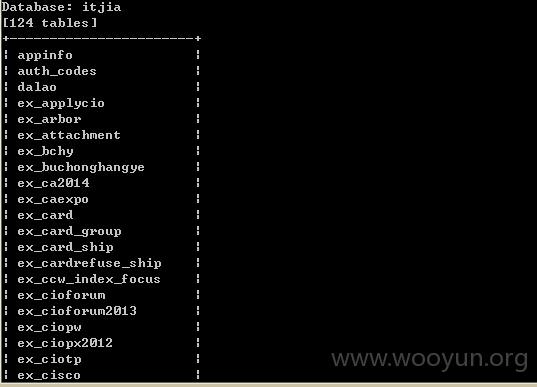 Database: itjia
[124 tables]
+-----------------------+
¦ appinfo ¦
¦ auth_codes ¦
¦ dalao ¦
¦ ex_applycio ¦
¦ ex_arbor ¦
¦ ex_attachment ¦
¦ ex_bchy ¦
¦ ex_buchonghangye ¦
¦ ex_ca2014 ¦
¦ ex_caexpo ¦
¦ ex_card ¦
¦ ex_card_group ¦
¦ ex_card_ship ¦
¦ ex_cardrefuse_ship ¦
¦ ex_ccw_index_focus ¦
¦ ex_cioforum ¦
¦ ex_cioforum2013 ¦
¦ ex_ciopw ¦
¦ ex_ciopx2012 ¦
¦ ex_ciotp ¦
¦ ex_cisco ¦
www.wooyun.org